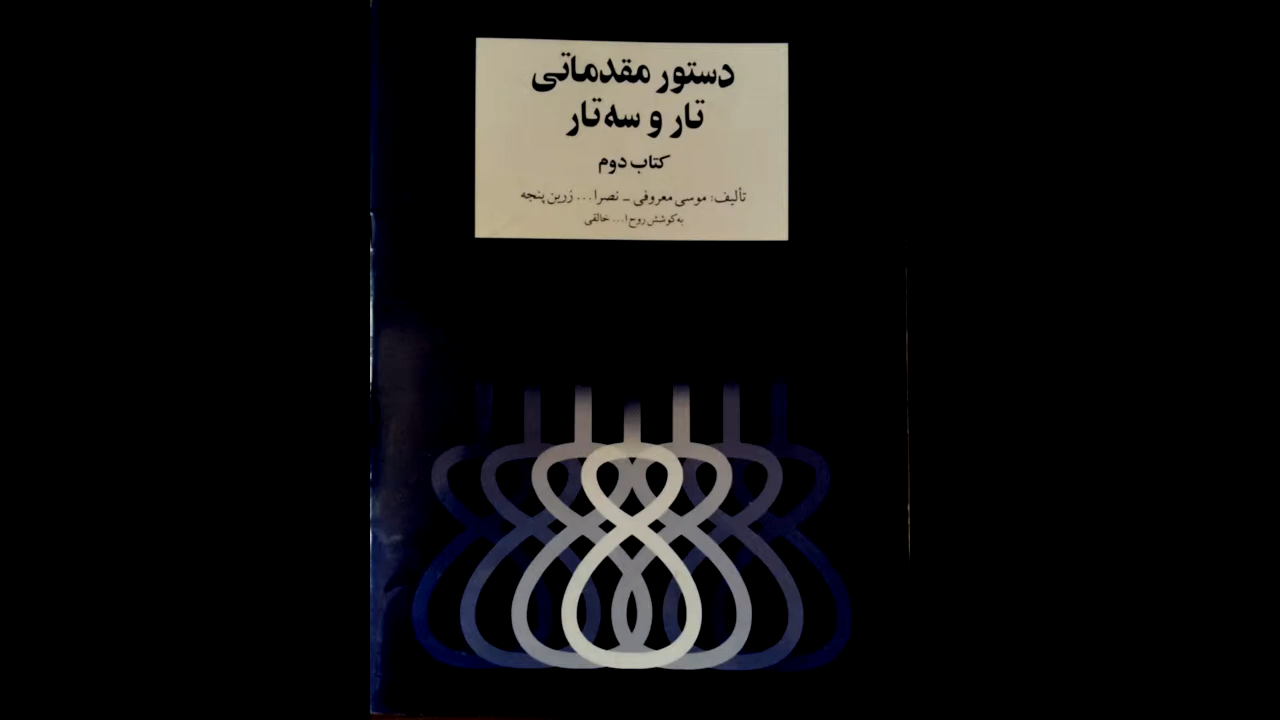 دستور مقدماتی
تار و سه‌تار
کتاب دوم
تألیف: موسی معروفی ـ نصرا... زرین پنجه
به‌کوشش روح ا... خالقی